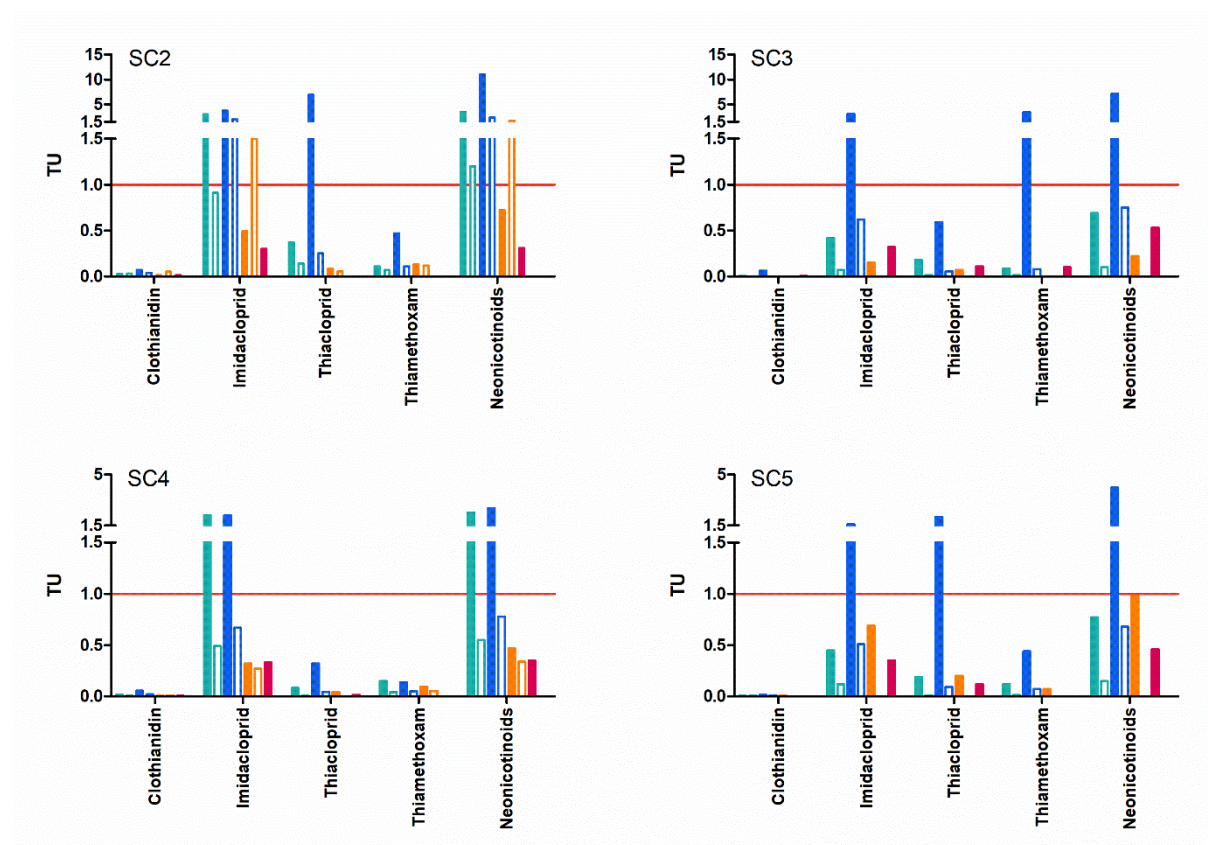 SC2
15
10
5
1.5
1.5
1.0
0.5
0.0
TU
Clothianidin
Imidacloprid
Thiacloprid
Thiamethoxam
Neonicotinoids
SC3
15
10
5
1.5
1.5
1.0
0.5
0.0
TU
Clothianidin
Imidacloprid
Thiacloprid
Thiamethoxam
Neonicotinoids
SC4
5
1.5
1.5
1.0
0.5
0.0
TU
Clothianidin
Imidacloprid
Thiacloprid
Thiamethoxam
Neonicotinoids
SC5
5
1.5
1.5
1.0
0.5
0.0
TU
Clothianidin
Imidacloprid
Thiacloprid
Thiamethoxam
Neonicotinoids